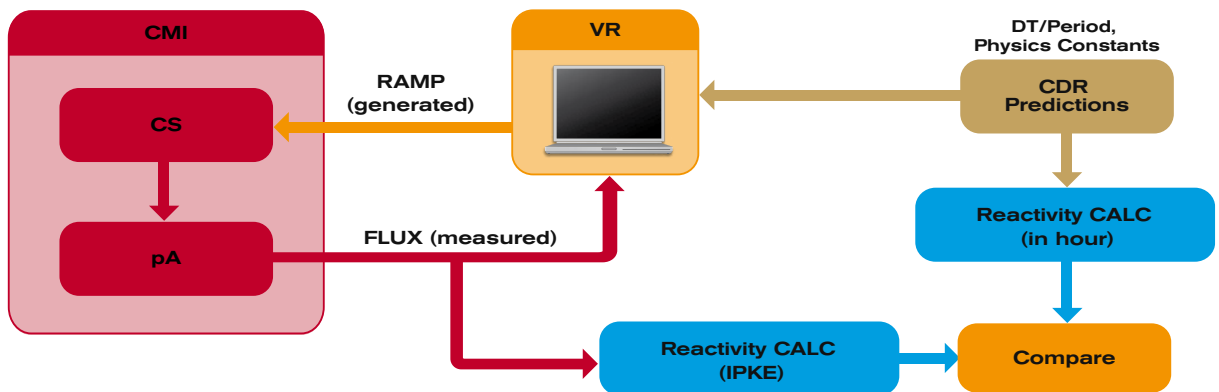 CMI
VR
DT/Period,
Physics Constants
RAMP
(generated)
CDR
Predictions
CS
Reactivity CALC
(in hour)
FLUX (measured)
pA
Reactivity CALC
(IPKE)
Compare